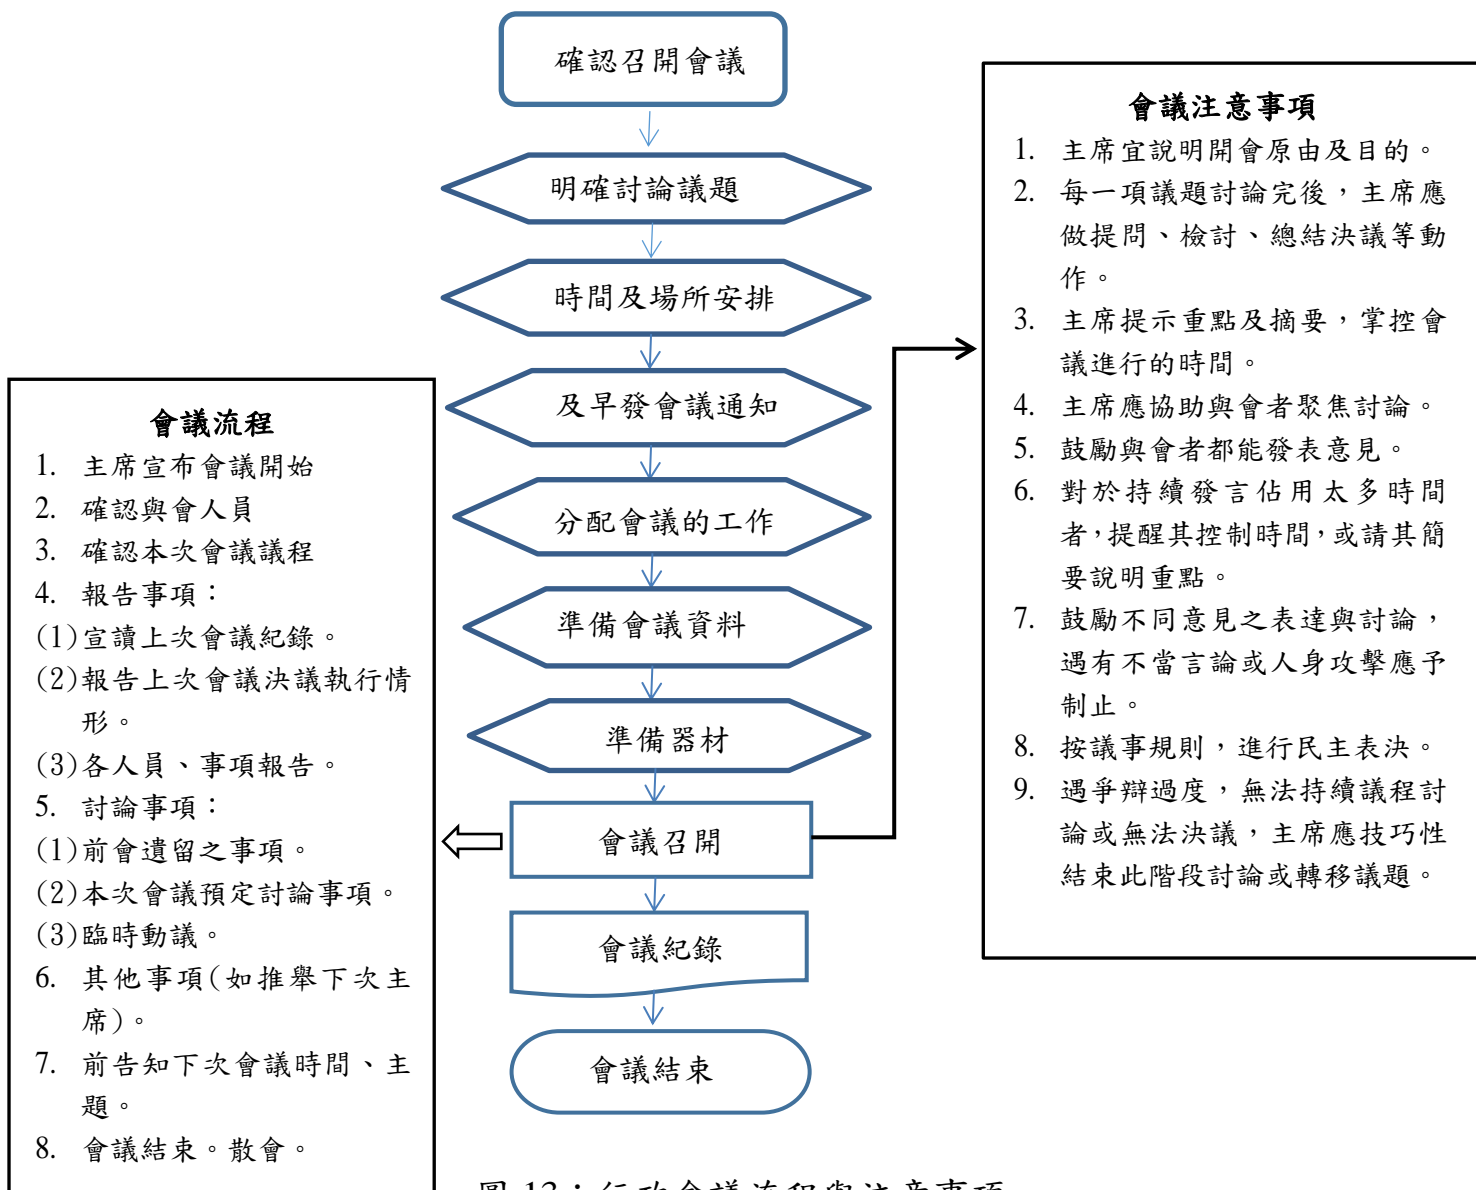 確認召開會議
明確討論議題
時間及場所安排
及早發會議通知
分配會議的工作
準備會議資料
準備器材
會議召開
會議紀錄
會議結束
會議流程
1. 主席宣布會議開始
2. 確認與會人員
3. 確認本次會議議程
4. 報告事項：
(1)宣讀上次會議紀錄。
(2)報告上次會議決議執行情
形。
(3)各人員、事項報告。
5. 討論事項：
(1)前會遺留之事項。
(2)本次會議預定討論事項。
(3)臨時動議。
6. 其他事項(如推舉下次主
席)。
7. 前告知下次會議時間、主
題。
8. 會議結束。散會。
會議注意事項
1. 主席宜說明開會原由及目的。
2. 每一項議題討論完後，主席應
做提問、檢討、總結決議等動
作。
3. 主席提示重點及摘要，掌控會
議進行的時間。
4. 主席應協助與會者聚焦討論。
5. 鼓勵與會者都能發表意見。
6. 對於持續發言佔用太多時間
者，提醒其控制時間，或請其簡
要說明重點。
7. 鼓勵不同意見之表達與討論，
遇有不當言論或人身攻擊應予
制止。
8. 按議事規則，進行民主表決。
9. 遇爭辯過度，無法持續議程討
論或無法決議，主席應技巧性
結束此階段討論或轉移議題。
圖 13：行政會議流程與注意事項